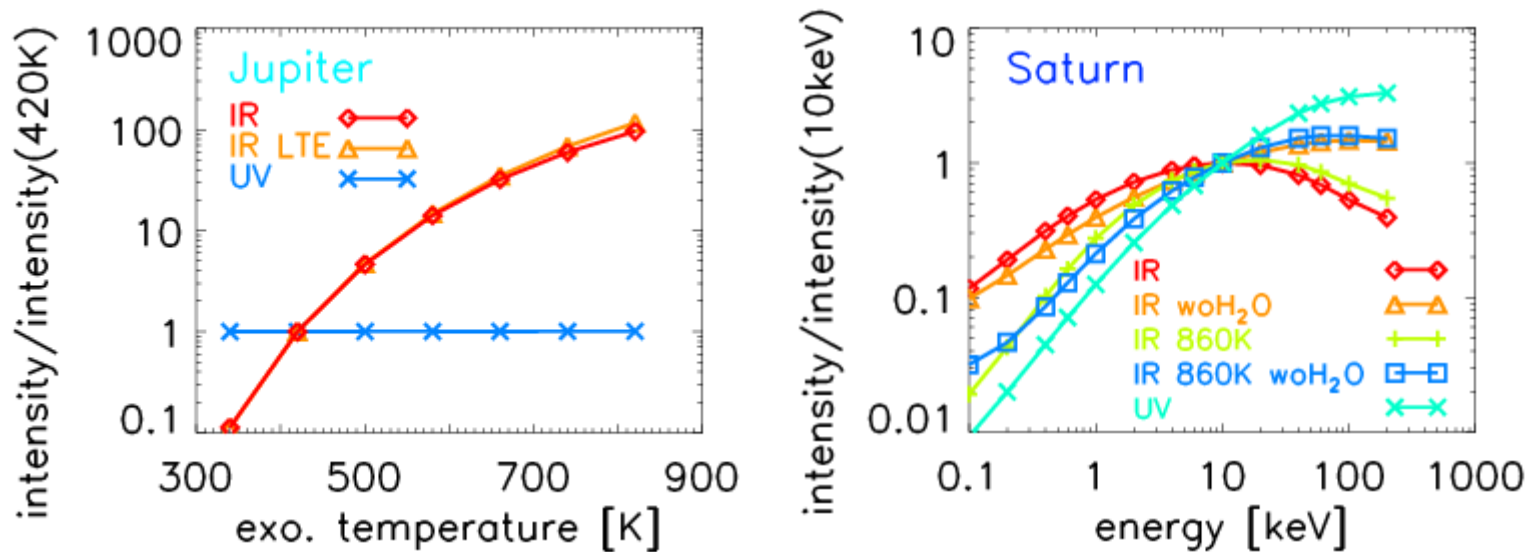 intensity/intensity(420K)
1000
100
10
1
0.1
Jupiter
IR
IR LTE
UV
300
500
700
900
exo. temperature [K]
intensity/intensity(10keV)
10
1
0.1
0.01
Saturn
IR
IR woH₂O
IR 860K
IR 860K woH₂O
UV
0.1
1
10
100
1000
energy [keV]